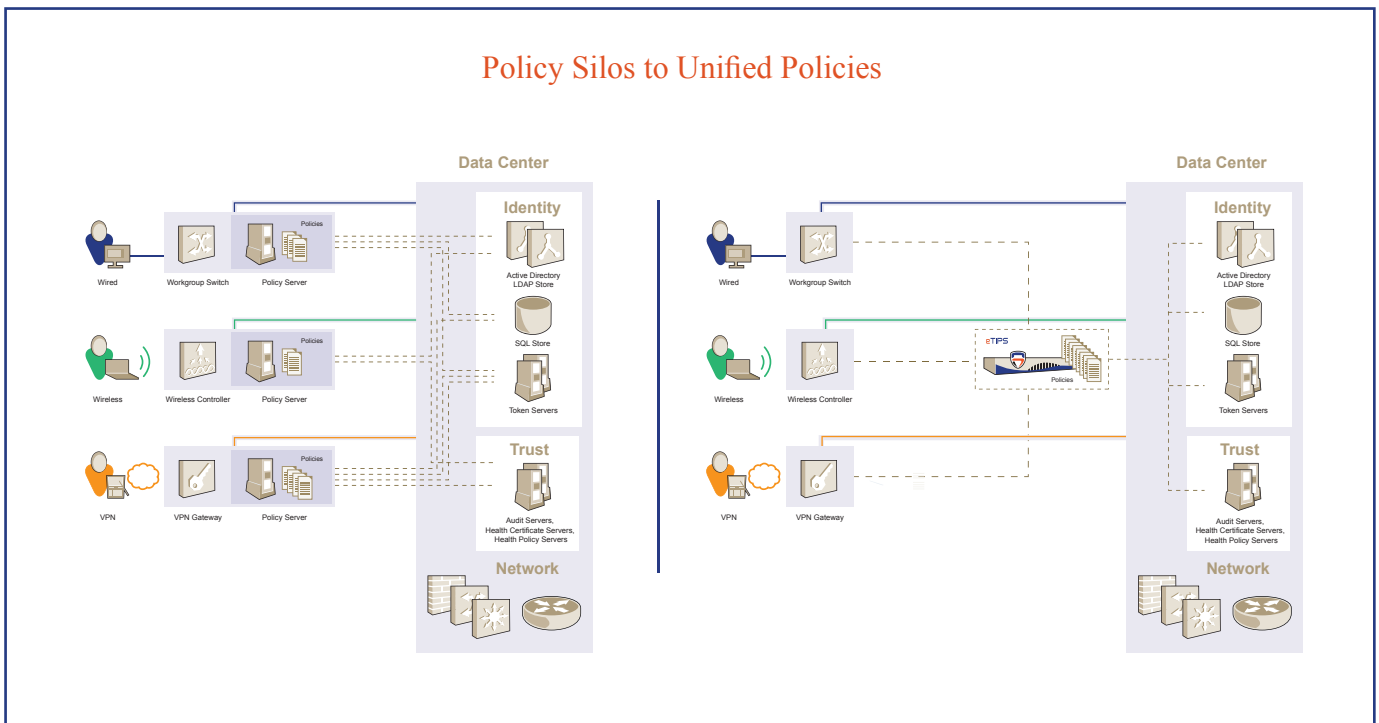 Policy Silos to Unified Policies
Data Center
Identity
Active Directory
LDAP Store
SQL Store
Token Servers
Trust
Audit Servers,
Health Certificate Servers,
Health Policy Servers
Network
Policies
Wired
Workgroup Switch
Policy Server
Policies
Wireless
Wireless Controller
Policy Server
Policies
VPN
VPN Gateway
Policy Server
Data Center
Identity
Active Directory
LDAP Store
SQL Store
Token Servers
Trust
Audit Servers,
Health Certificate Servers,
Health Policy Servers
Network
Wired
Workgroup Switch
Wireless
Wireless Controller
eTIPS
Policies
VPN
VPN Gateway